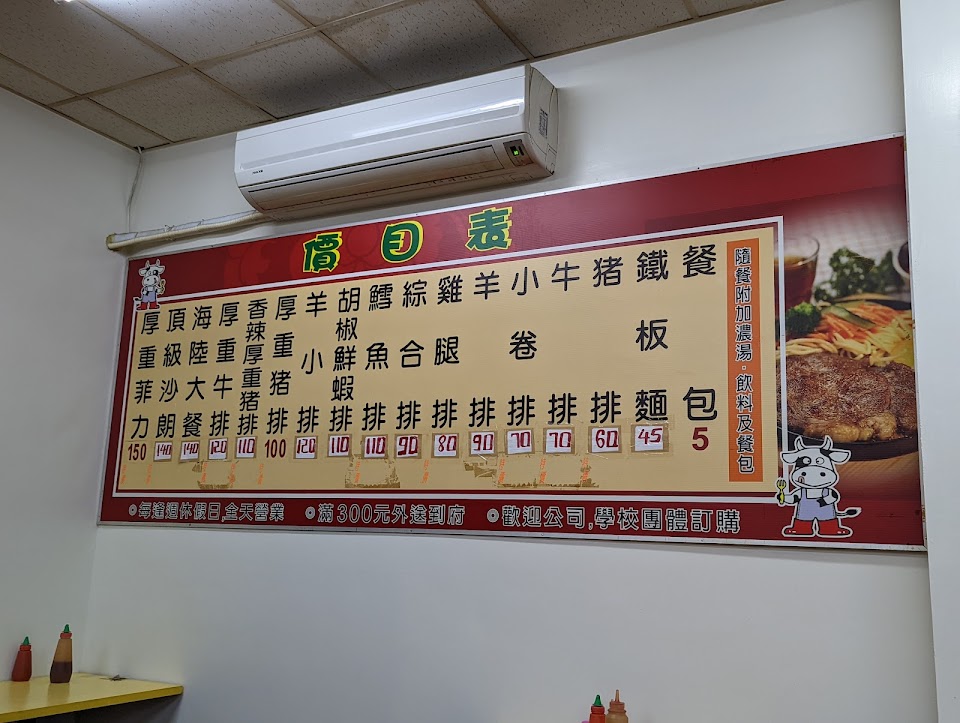 價目表
隨餐附加濃湯．飲料及餐包
餐包 5
鐵板麵 45
猪排 60
牛排 70
小卷排 70
羊排 90
雞腿排 80
綜合排 90
鱈魚排 110
胡椒鮮蝦排 110
羊小排 120
厚重猪排 100
香辣厚重猪排 110
厚重牛排 120
海陸大餐 140
頂級沙朗 140
厚重菲力 150
每逢週休假日,全天營業
滿300元外送到府
歡迎公司,學校團體訂購